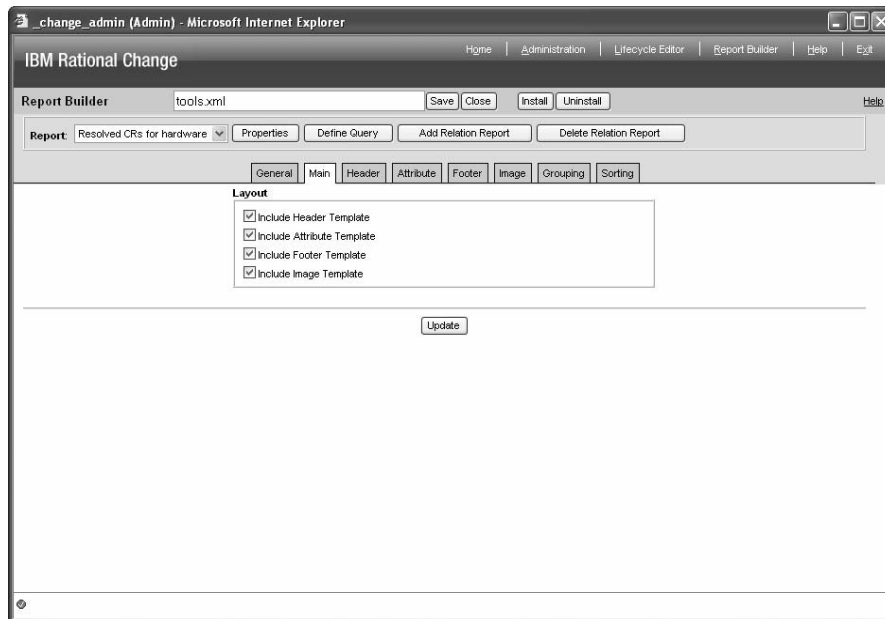 _change_admin (Admin) - Microsoft Internet Explorer
IBM Rational Change
Home Administration Lifecycle Editor Report Builder Help Exit
Report Builder tools.xml Save Close Install Uninstall Help
Report: Resolved CRs for hardware Properties Define Query Add Relation Report Delete Relation Report
General Main Header Attribute Footer Image Grouping Sorting
Layout
Include Header Template
Include Attribute Template
Include Footer Template
Include Image Template
Update